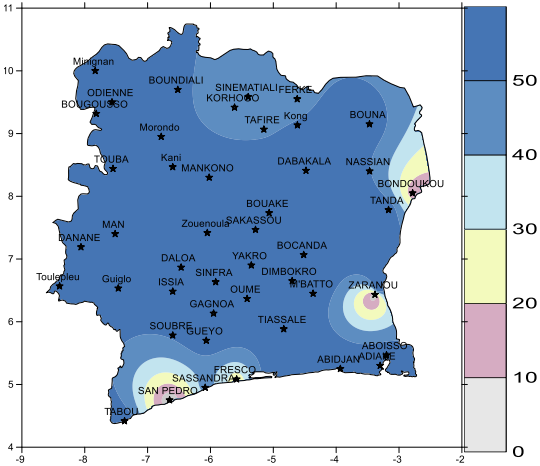 11
10
9
8
7
6
5
4
-9
-8
-7
-6
-5
-4
-3
-2
Minignan
ODIENNE
BOUGOUSSO
BOUNDIALI
SINEMATIALI
FERKE
KORHOGO
TAFIRE
Kong
BOUNA
Morondo
TOUBA
Kani
MANKONO
DABAKALA
NASSIAN
BONDOUKOU
TANDA
BOUAKE
SAKASSOU
Zouenoula
MAN
DANANE
BOCANDA
DALOA
YAKRO
Toulepleu
Guiglo
ISSIA
SINFRA
DIMBOKRO
M'BATTO
ZARANOU
OUME
GAGNOA
TIASSALE
SOUBRE
GUEYO
ABOISSO
ABIDJAN
ADIAKE
FRESCO
SASSANDRA
SAN PEDRO
TABOU
50
40
30
20
10
0